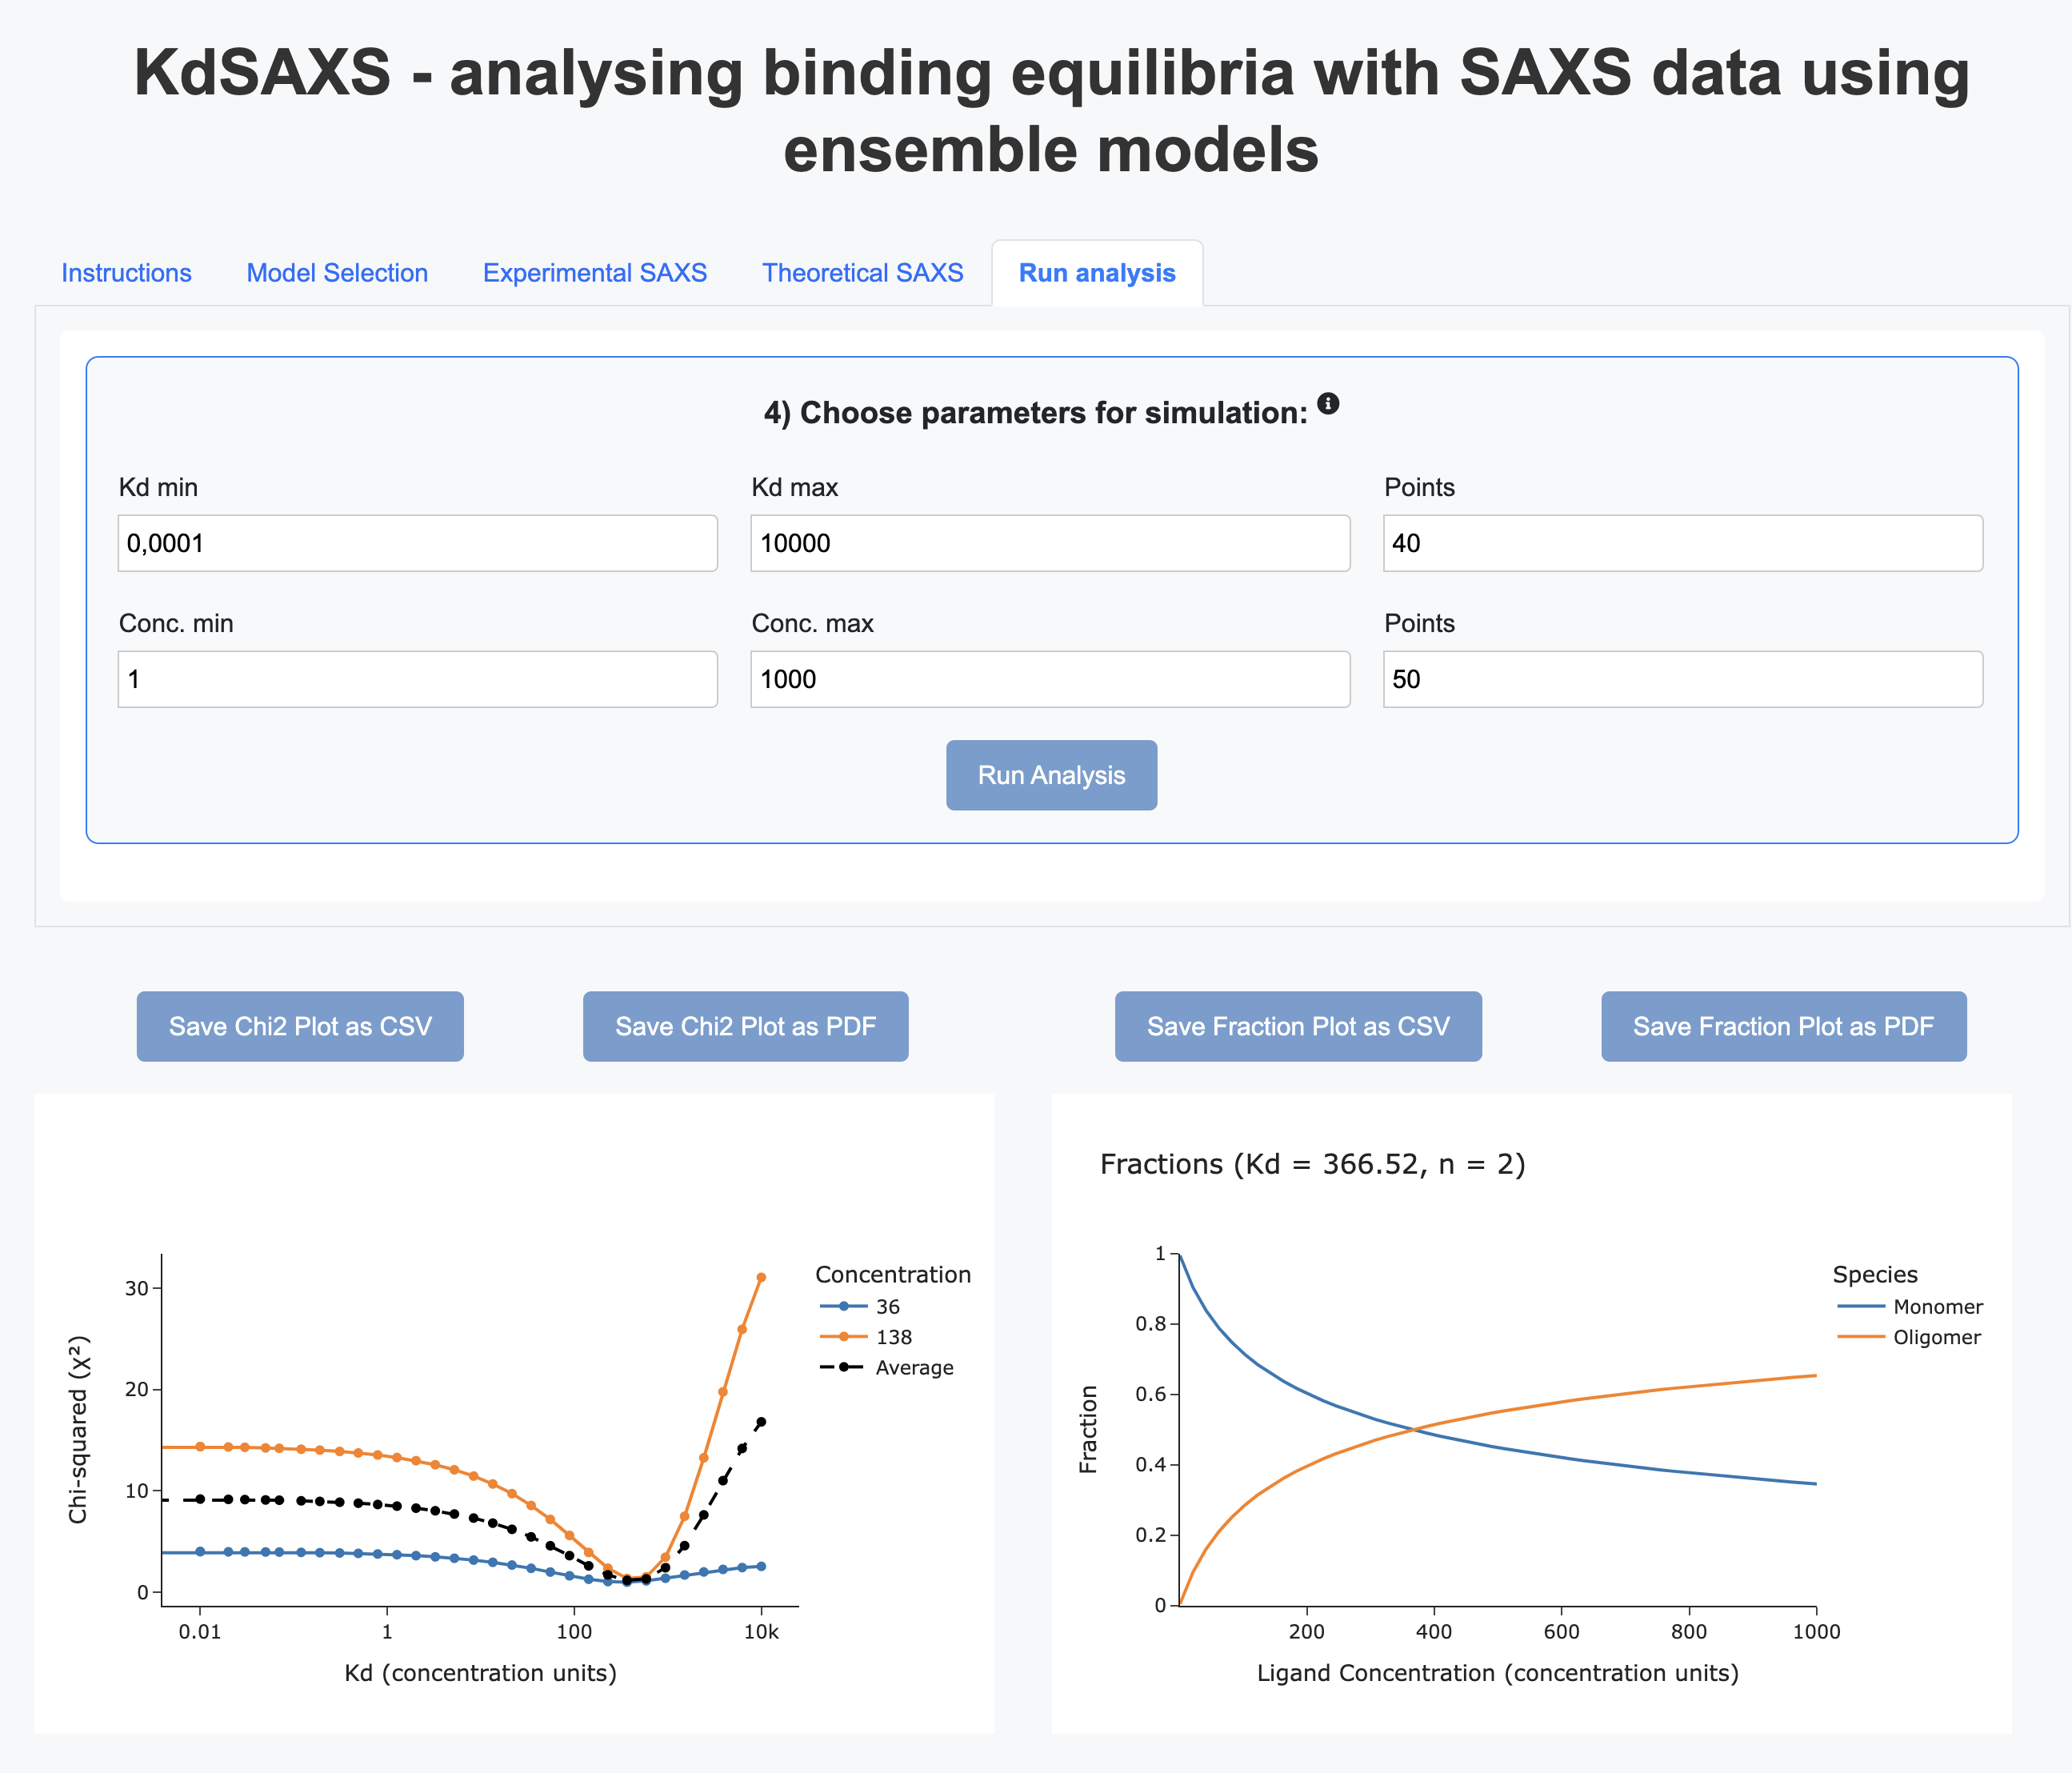 KdSAXS - analysing binding equilibria with SAXS data using
ensemble models
Instructions
Model Selection
Experimental SAXS
Theoretical SAXS
Run analysis
4) Choose parameters for simulation:
Kd min
Kd max
Points
0,0001
10000
40
Conc. min
Conc. max
Points
1
1000
50
Run Analysis
Save Chi2 Plot as CSV
Save Chi2 Plot as PDF
Save Fraction Plot as CSV
Save Fraction Plot as PDF
Chi-squared (χ²)
30
20
10
0
0.01
1
100
10k
Kd (concentration units)
Concentration
36
138
Average
Fractions (Kd = 366.52, n = 2)
Fraction
1
0.8
0.6
0.4
0.2
0
200
400
600
800
1000
Ligand Concentration (concentration units)
Species
Monomer
Oligomer